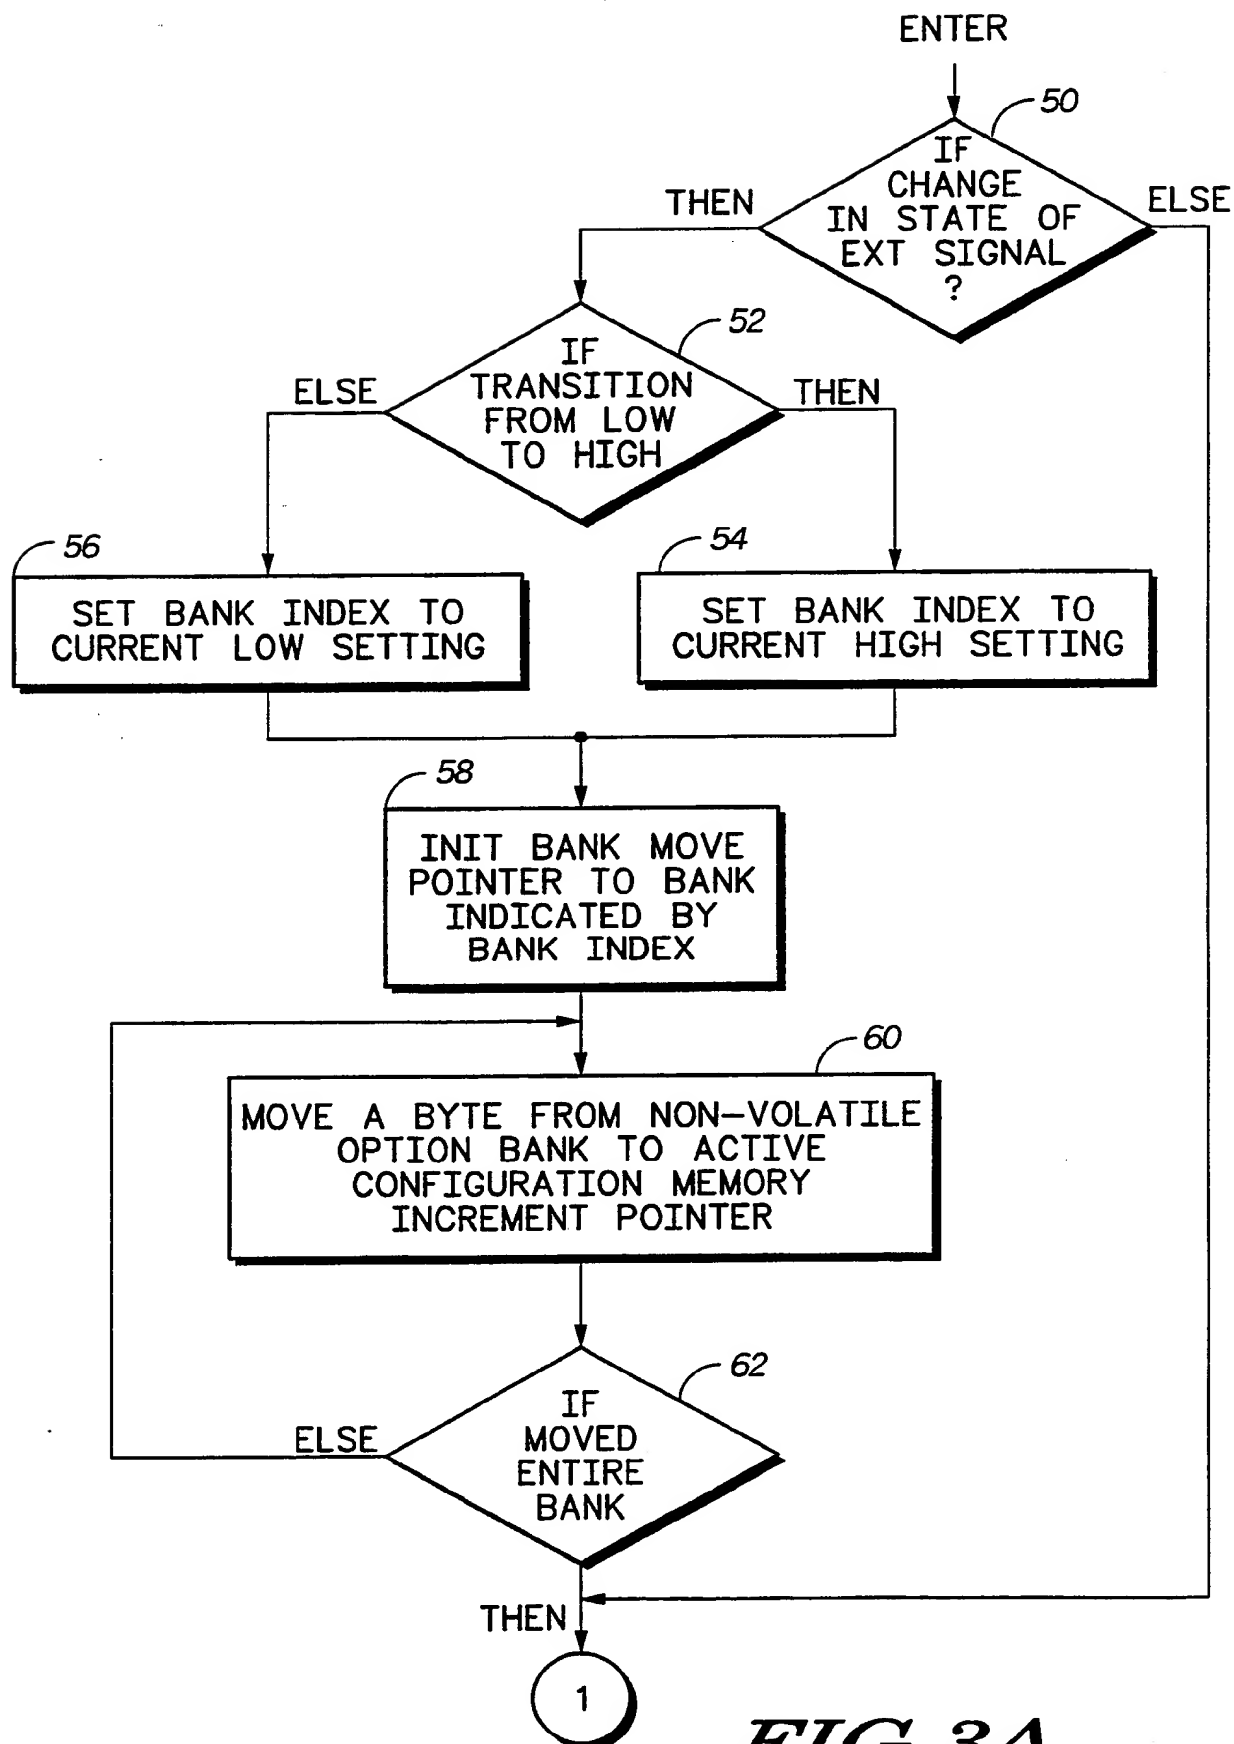 ENTER
50
IF
CHANGE
IN STATE OF
EXT SIGNAL
?
THEN
ELSE
52
IF
TRANSITION
FROM LOW
TO HIGH
ELSE
THEN
56
SET BANK INDEX TO
CURRENT LOW SETTING
54
SET BANK INDEX TO
CURRENT HIGH SETTING
58
INIT BANK MOVE
POINTER TO BANK
INDICATED BY
BANK INDEX
60
MOVE A BYTE FROM NON-VOLATILE
OPTION BANK TO ACTIVE
CONFIGURATION MEMORY
INCREMENT POINTER
62
IF
MOVED
ENTIRE
BANK
ELSE
THEN
1
FIG. 3A